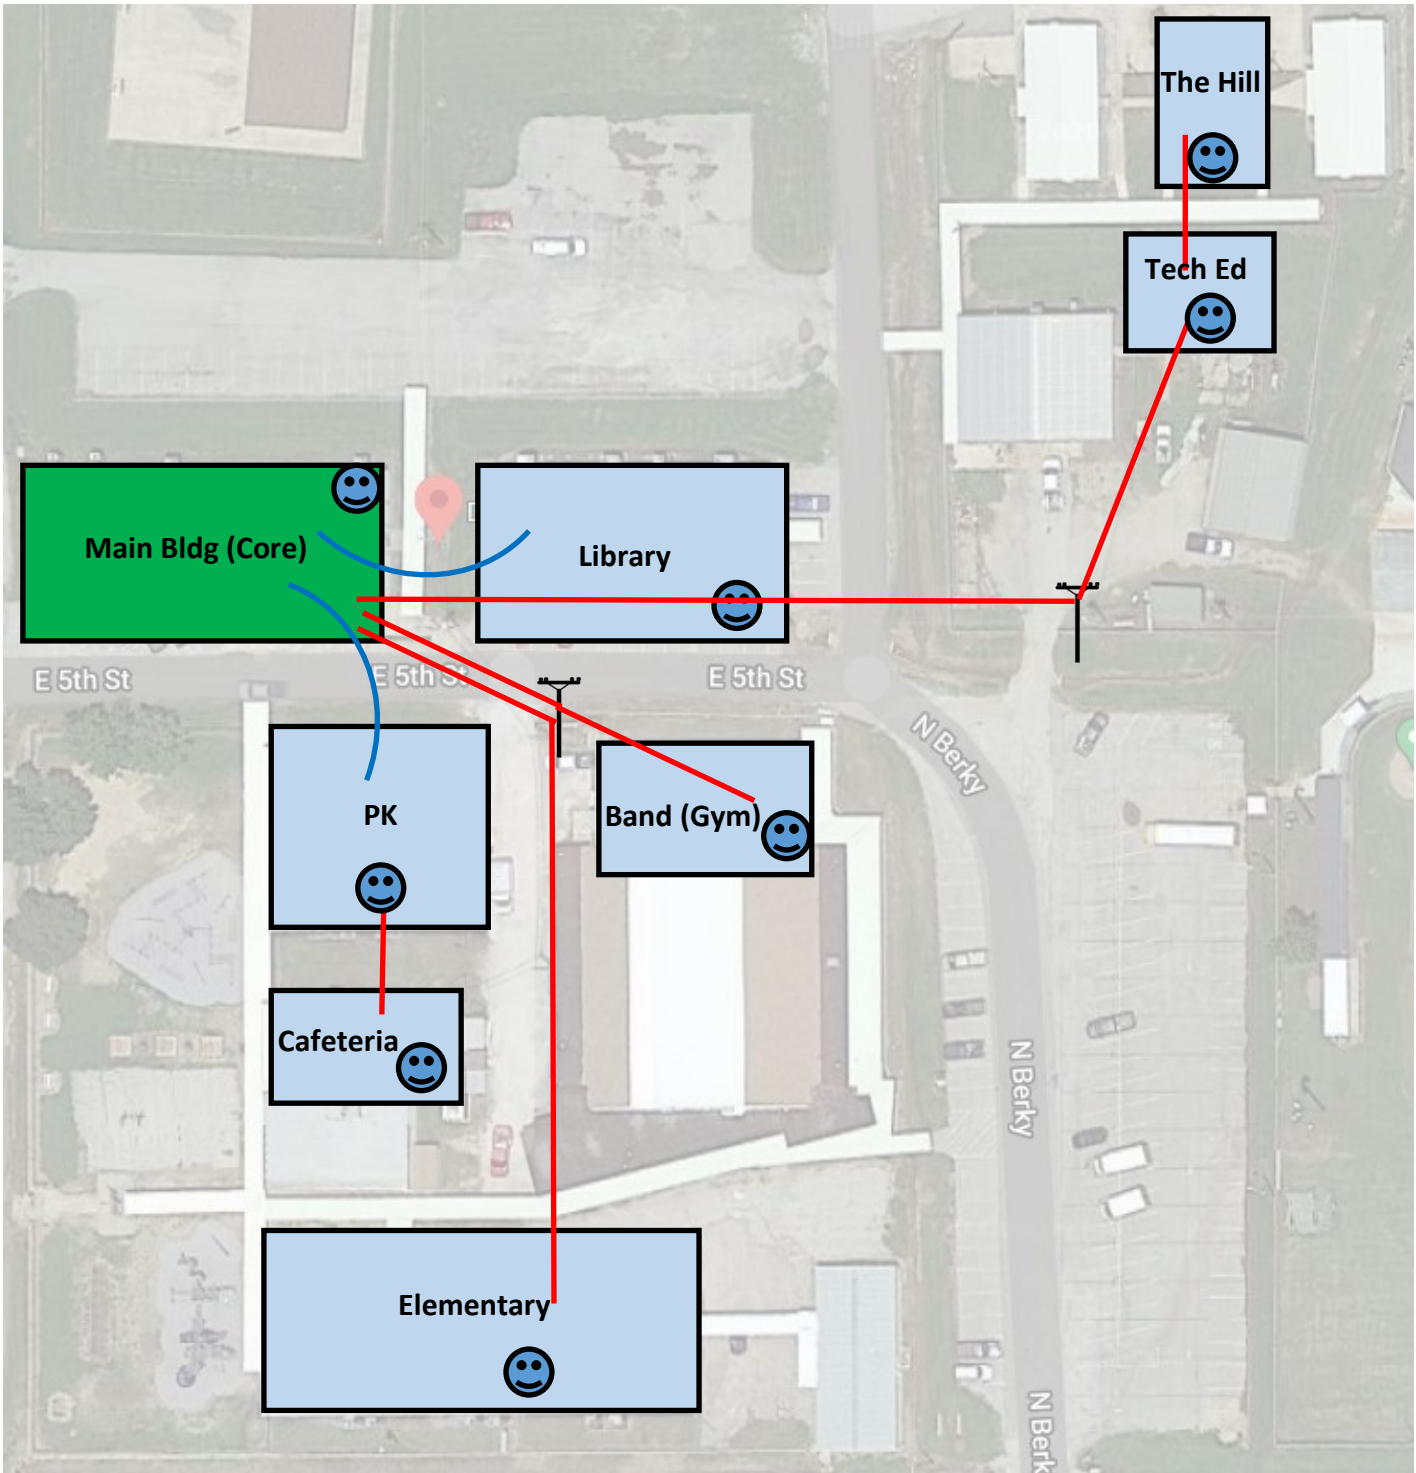 The Hill
Tech Ed
Main Bldg (Core)
Library
E 5th St
E 5th St
E 5th St
N Berky
PK
Band (Gym)
Cafeteria
N Berky
Elementary
N Berk